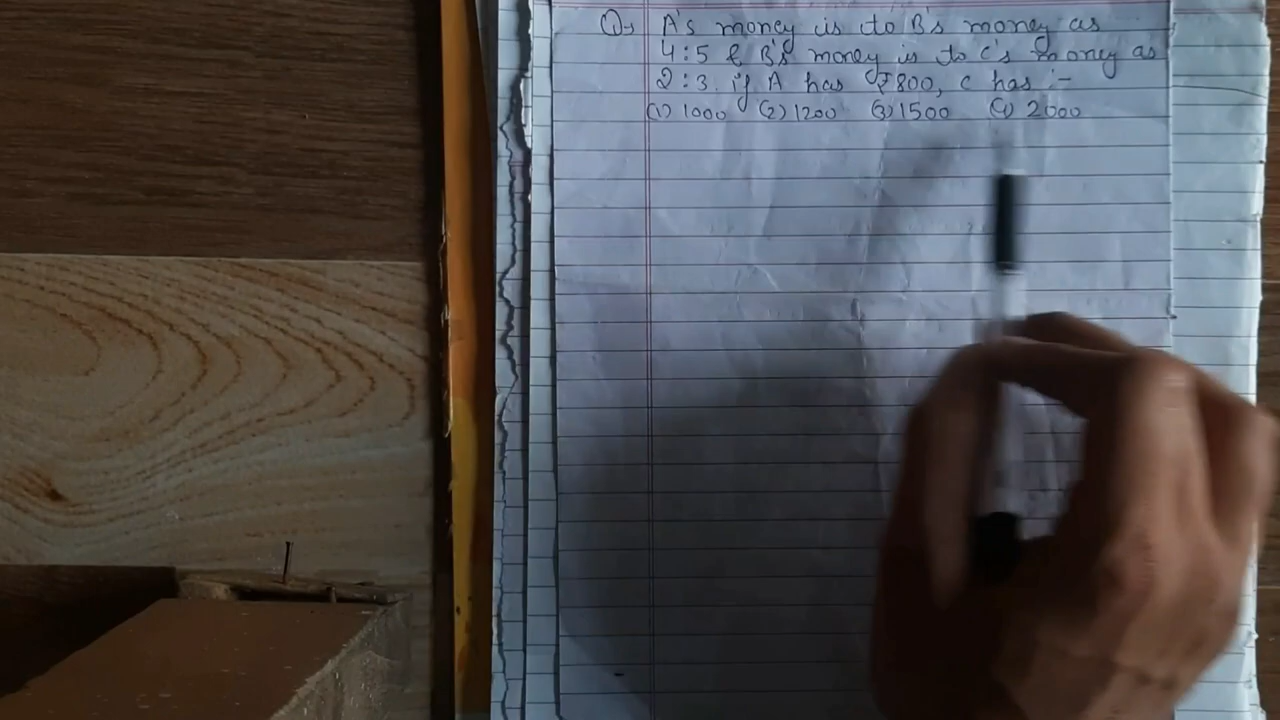 Q→ A's money is to B's money as
4:5 & B's money is to C's money as
2:3. if A has ₹800, C has :-
(1) 1000 (2) 1200 (3) 1500 (4) 2000